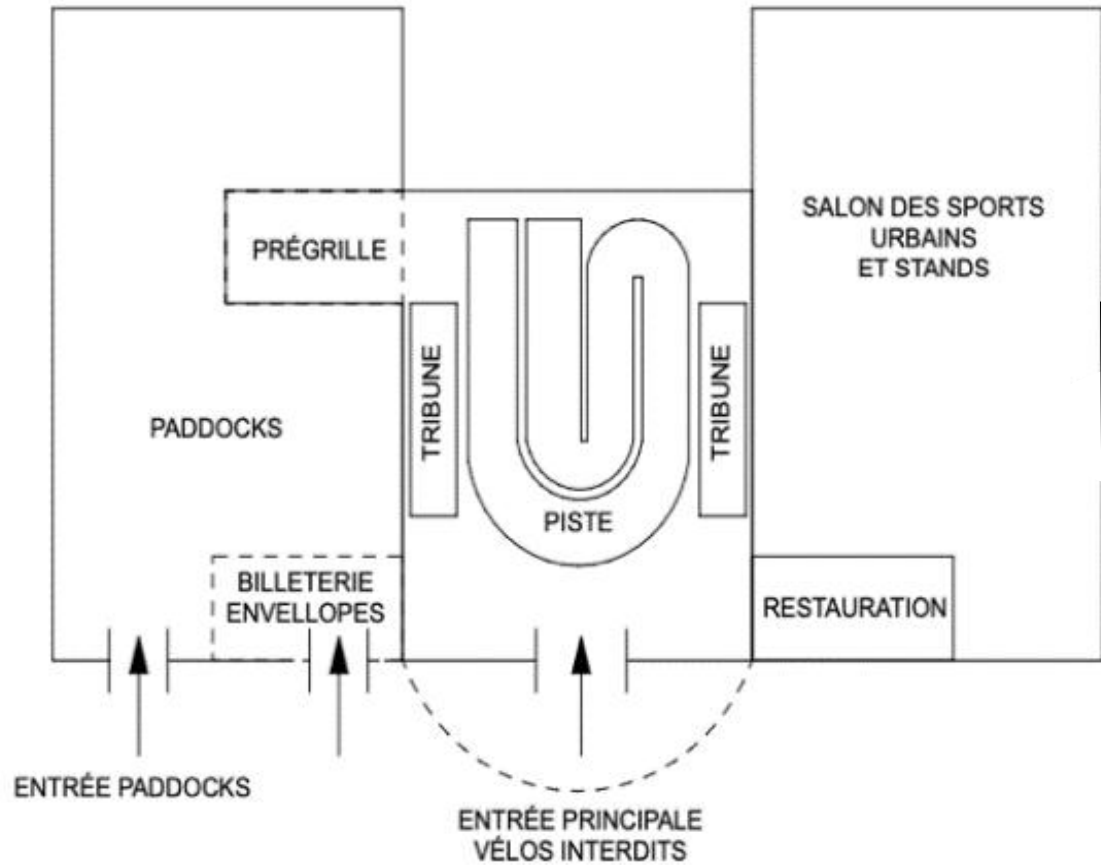 PRÉGRILLE
SALON DES SPORTS
URBAINS
ET STANDS
TRIBUNE
TRIBUNE
PADDOCKS
PISTE
BILLETERIE
ENVELLOPES
RESTAURATION
ENTRÉE PADDOCKS
ENTRÉE PRINCIPALE
VÉLOS INTERDITS